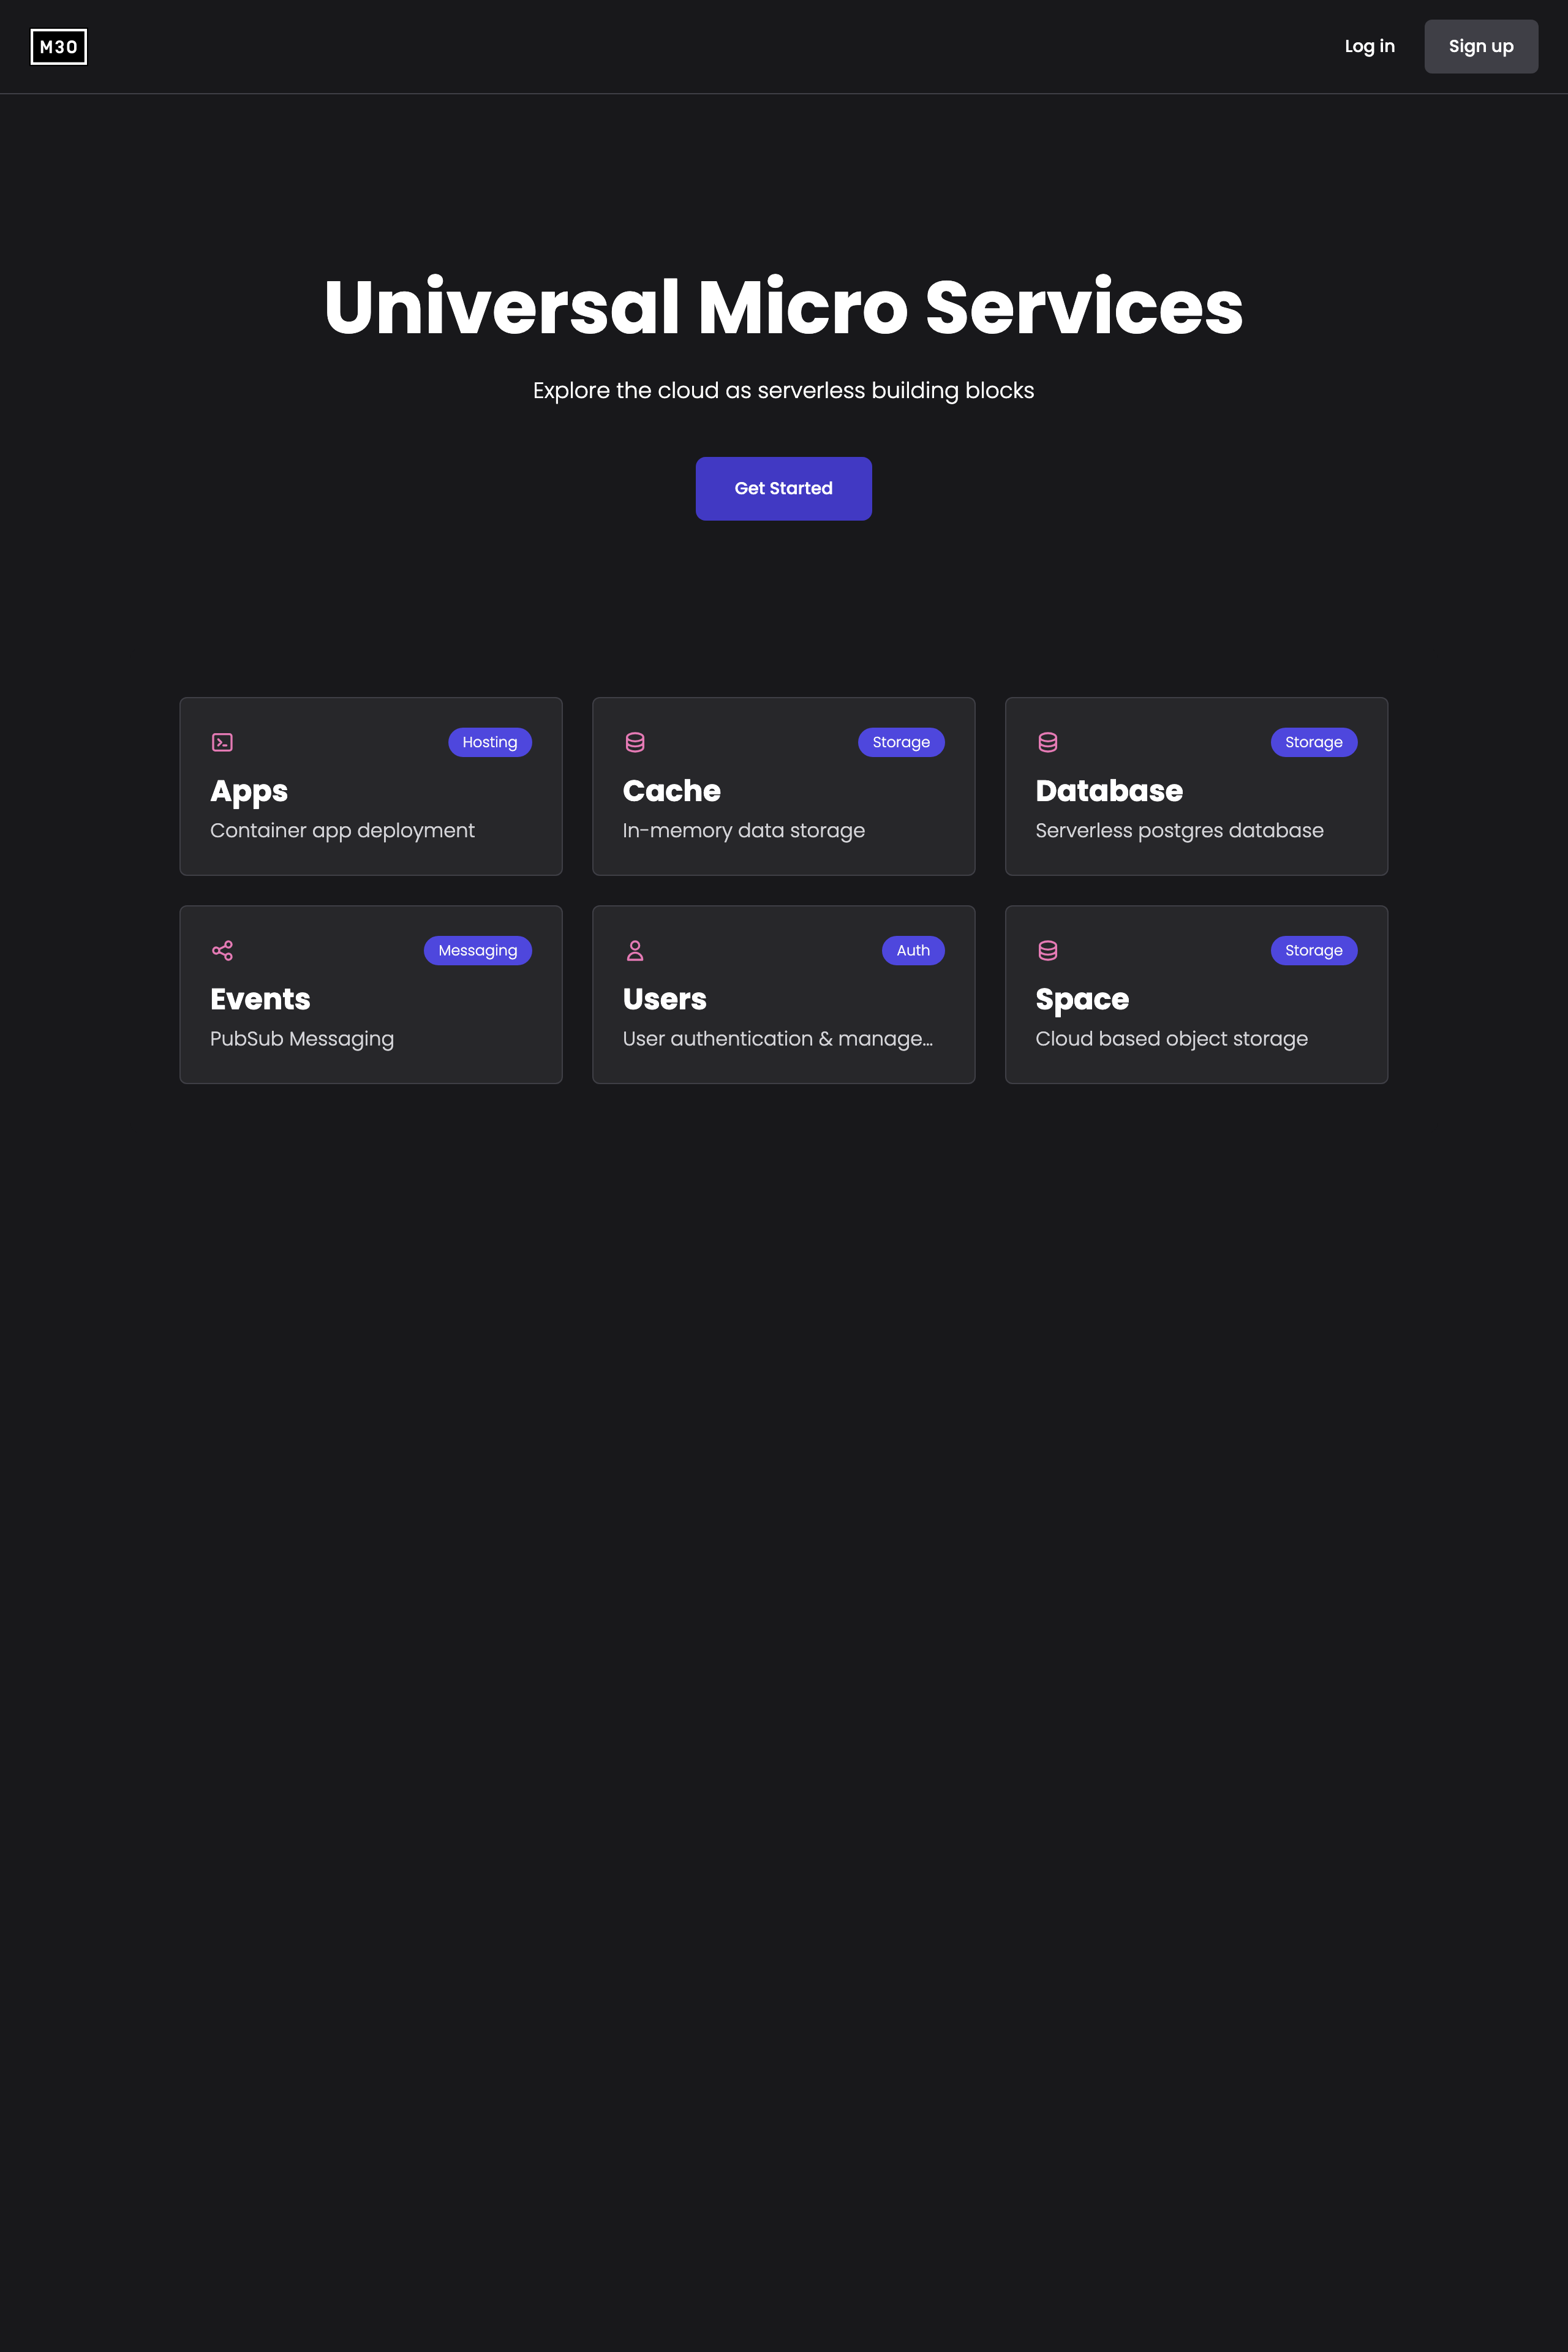 M3O
Log in
Sign up
Universal Micro Services
Explore the cloud as serverless building blocks
Get Started
Hosting
Apps
Container app deployment
Storage
Cache
In-memory data storage
Storage
Database
Serverless postgres database
Messaging
Events
PubSub Messaging
Auth
Users
User authentication & manage...
Storage
Space
Cloud based object storage